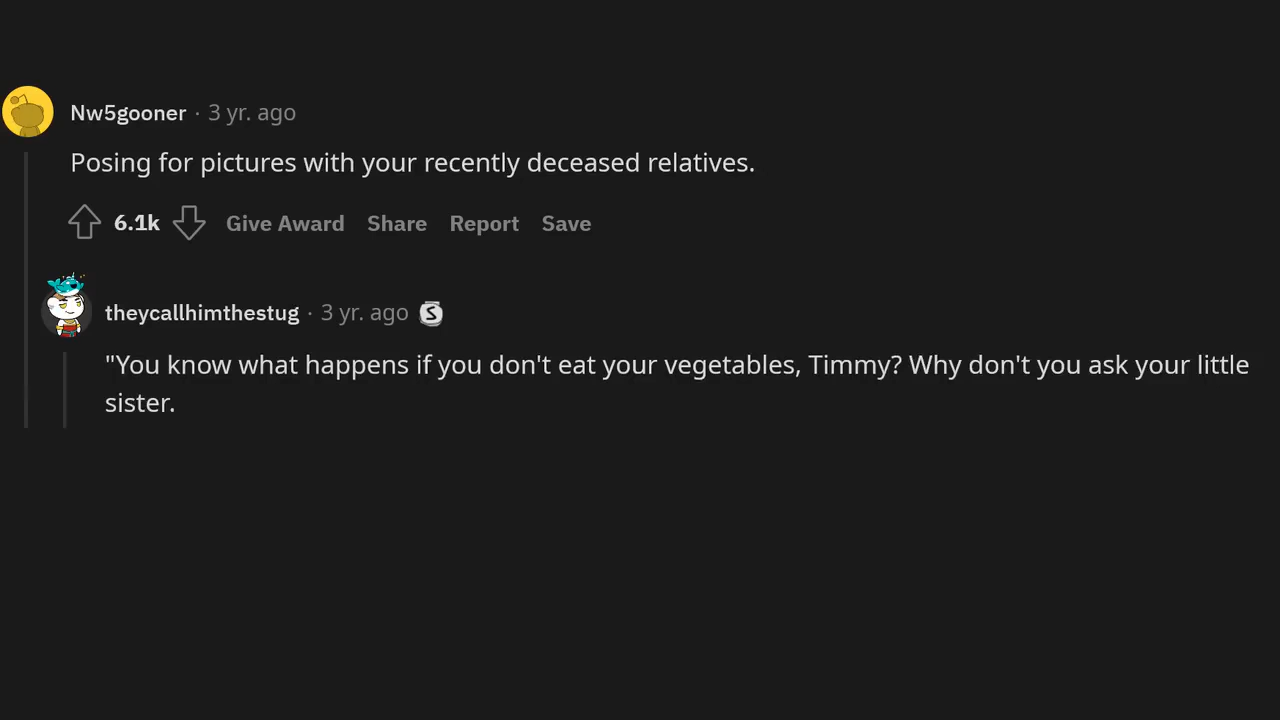 Nw5gooner · 3 yr. ago
Posing for pictures with your recently deceased relatives.
6.1k Give Award Share Report Save
theycallhimthestug · 3 yr. ago S
"You know what happens if you don't eat your vegetables, Timmy? Why don't you ask your little
sister.